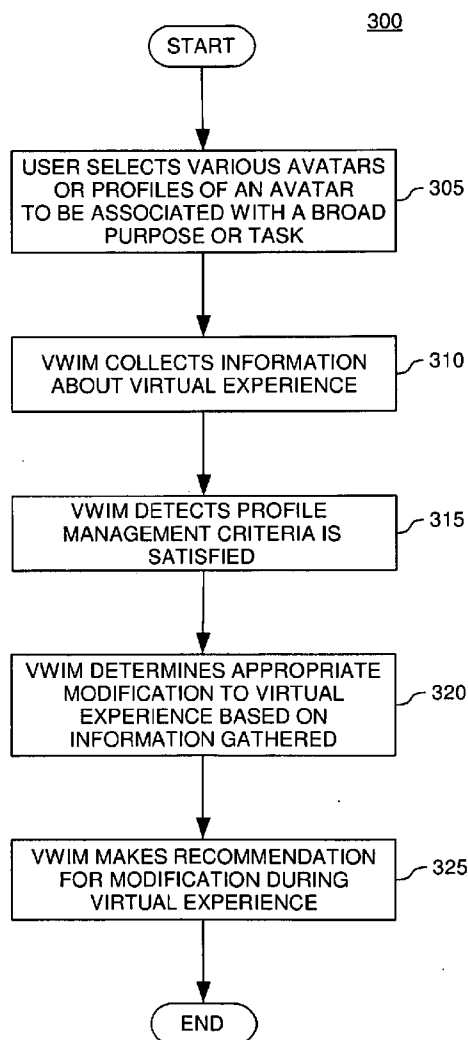 300
START
USER SELECTS VARIOUS AVATARS
OR PROFILES OF AN AVATAR
TO BE ASSOCIATED WITH A BROAD
PURPOSE OR TASK
305
VWIM COLLECTS INFORMATION
ABOUT VIRTUAL EXPERIENCE
310
VWIM DETECTS PROFILE
MANAGEMENT CRITERIA IS
SATISFIED
315
VWIM DETERMINES APPROPRIATE
MODIFICATION TO VIRTUAL
EXPERIENCE BASED ON
INFORMATION GATHERED
320
VWIM MAKES RECOMMENDATION
FOR MODIFICATION DURING
VIRTUAL EXPERIENCE
325
END